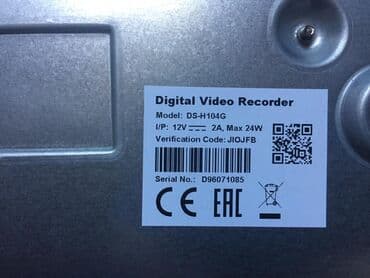 Digital Video Recorder
Model: DS-H104G
I/P: 12V⎓ 2A, Max 24W
Verification Code: JIOJFB
Serial No.: D96071085
CE EAC